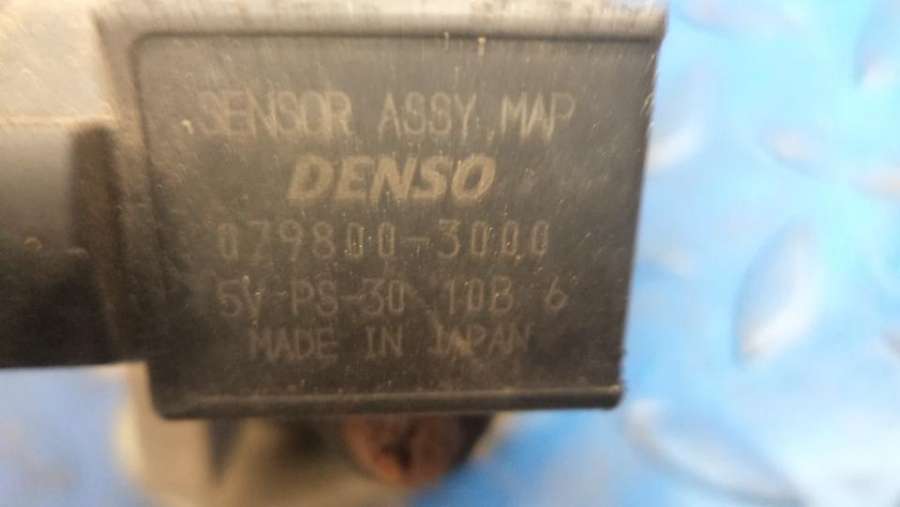 SENSOR ASSY MAP
DENSO
079800-3000
5V PS-30 10B 6
MADE IN JAPAN